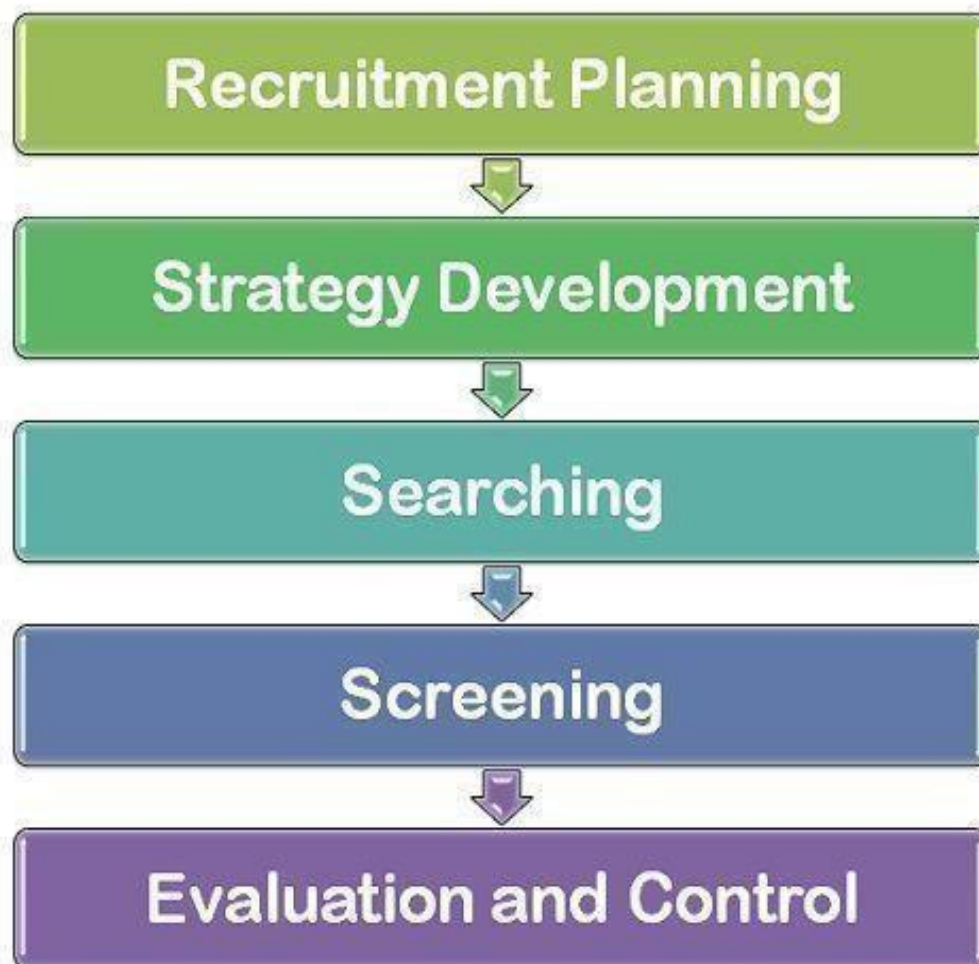 Recruitment Planning
Strategy Development
Searching
Screening
Evaluation and Control